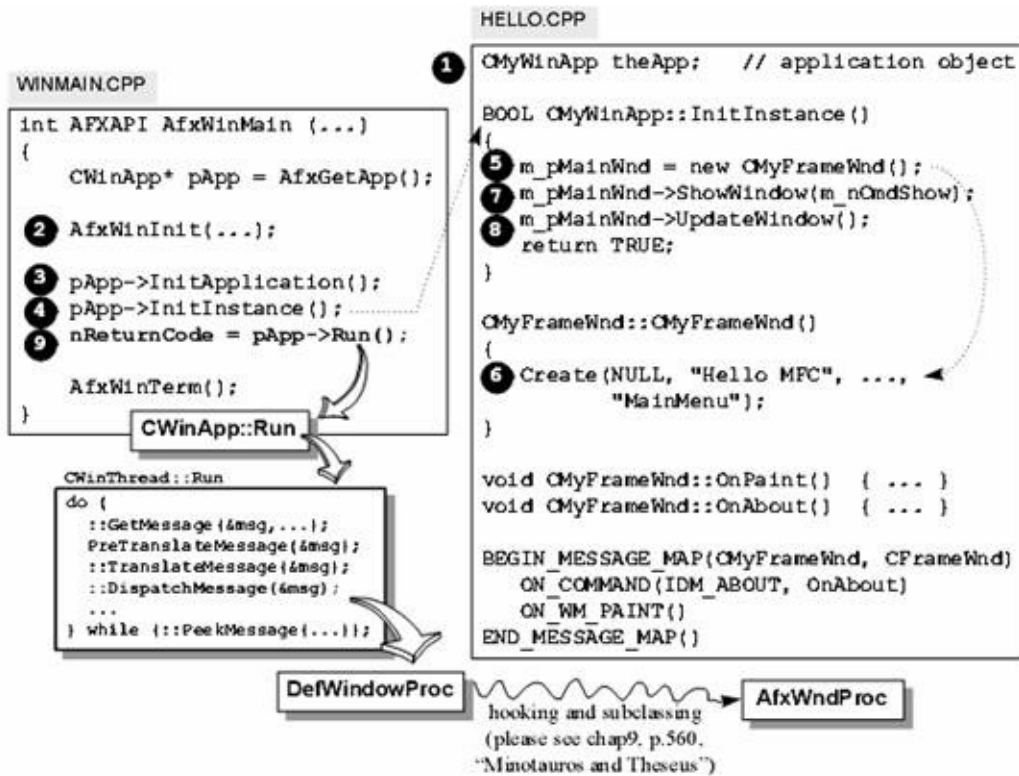 WINMAIN.CPP
int AFXAPI AfxWinMain (...)
{
CWinApp* pApp = AfxGetApp();
2 AfxWinInit(...);
3 pApp->InitApplication();
4 pApp->InitInstance();
9 nReturnCode = pApp->Run();
AfxWinTerm();
}
CWinApp::Run
CWinThread::Run
do {
::GetMessage(&msg,...);
PreTranslateMessage(&msg);
::TranslateMessage(&msg);
::DispatchMessage(&msg);
...
} while (::PeekMessage(...));
HELLO.CPP
1 CMyWinApp theApp; // application object
BOOL CMyWinApp::InitInstance()
{
5 m_pMainWnd = new CMyFrameWnd();
7 m_pMainWnd->ShowWindow(m_nCmdShow);
8 m_pMainWnd->UpdateWindow();
return TRUE;
}
CMyFrameWnd::CMyFrameWnd()
{
6 Create(NULL, "Hello MFC", ...,
"MainMenu");
}
void CMyFrameWnd::OnPaint() { ... }
void CMyFrameWnd::OnAbout() { ... }
BEGIN_MESSAGE_MAP(CMyFrameWnd, CFrameWnd)
ON_COMMAND(IDM_ABOUT, OnAbout)
ON_WM_PAINT()
END_MESSAGE_MAP()
DefWindowProc
hooking and subclassing
(please see chap9, p.560,
“Minotauros and Theseus”)
AfxWndProc